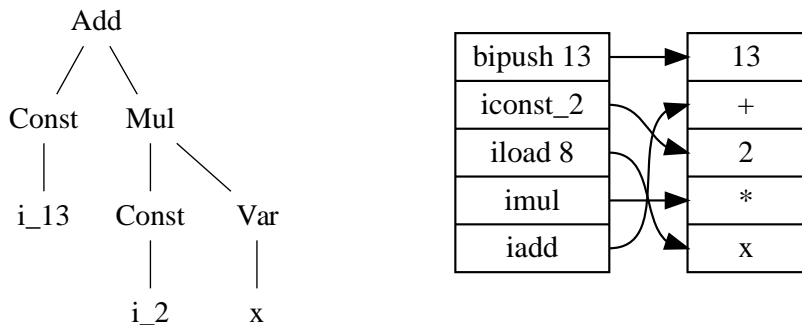 Add
Const Mul
i_13 Const Var
i_2 x
bipush 13 13
iconst_2 +
iload 8 2
imul *
iadd x